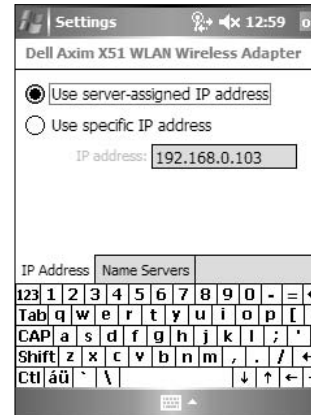 Settings 12:59 o
Dell Axim X51 WLAN Wireless Adapter
Use server-assigned IP address
Use specific IP address
IP address: 192.168.0.103
IP Address Name Servers
123 1 2 3 4 5 6 7 8 9 0 - = ←
Tab q w e r t y u i o p [
CAP a s d f g h j k l ; '
Shift z x c v b n m , . / ←
Ctl áü ` \ ↓ ↑ ← -